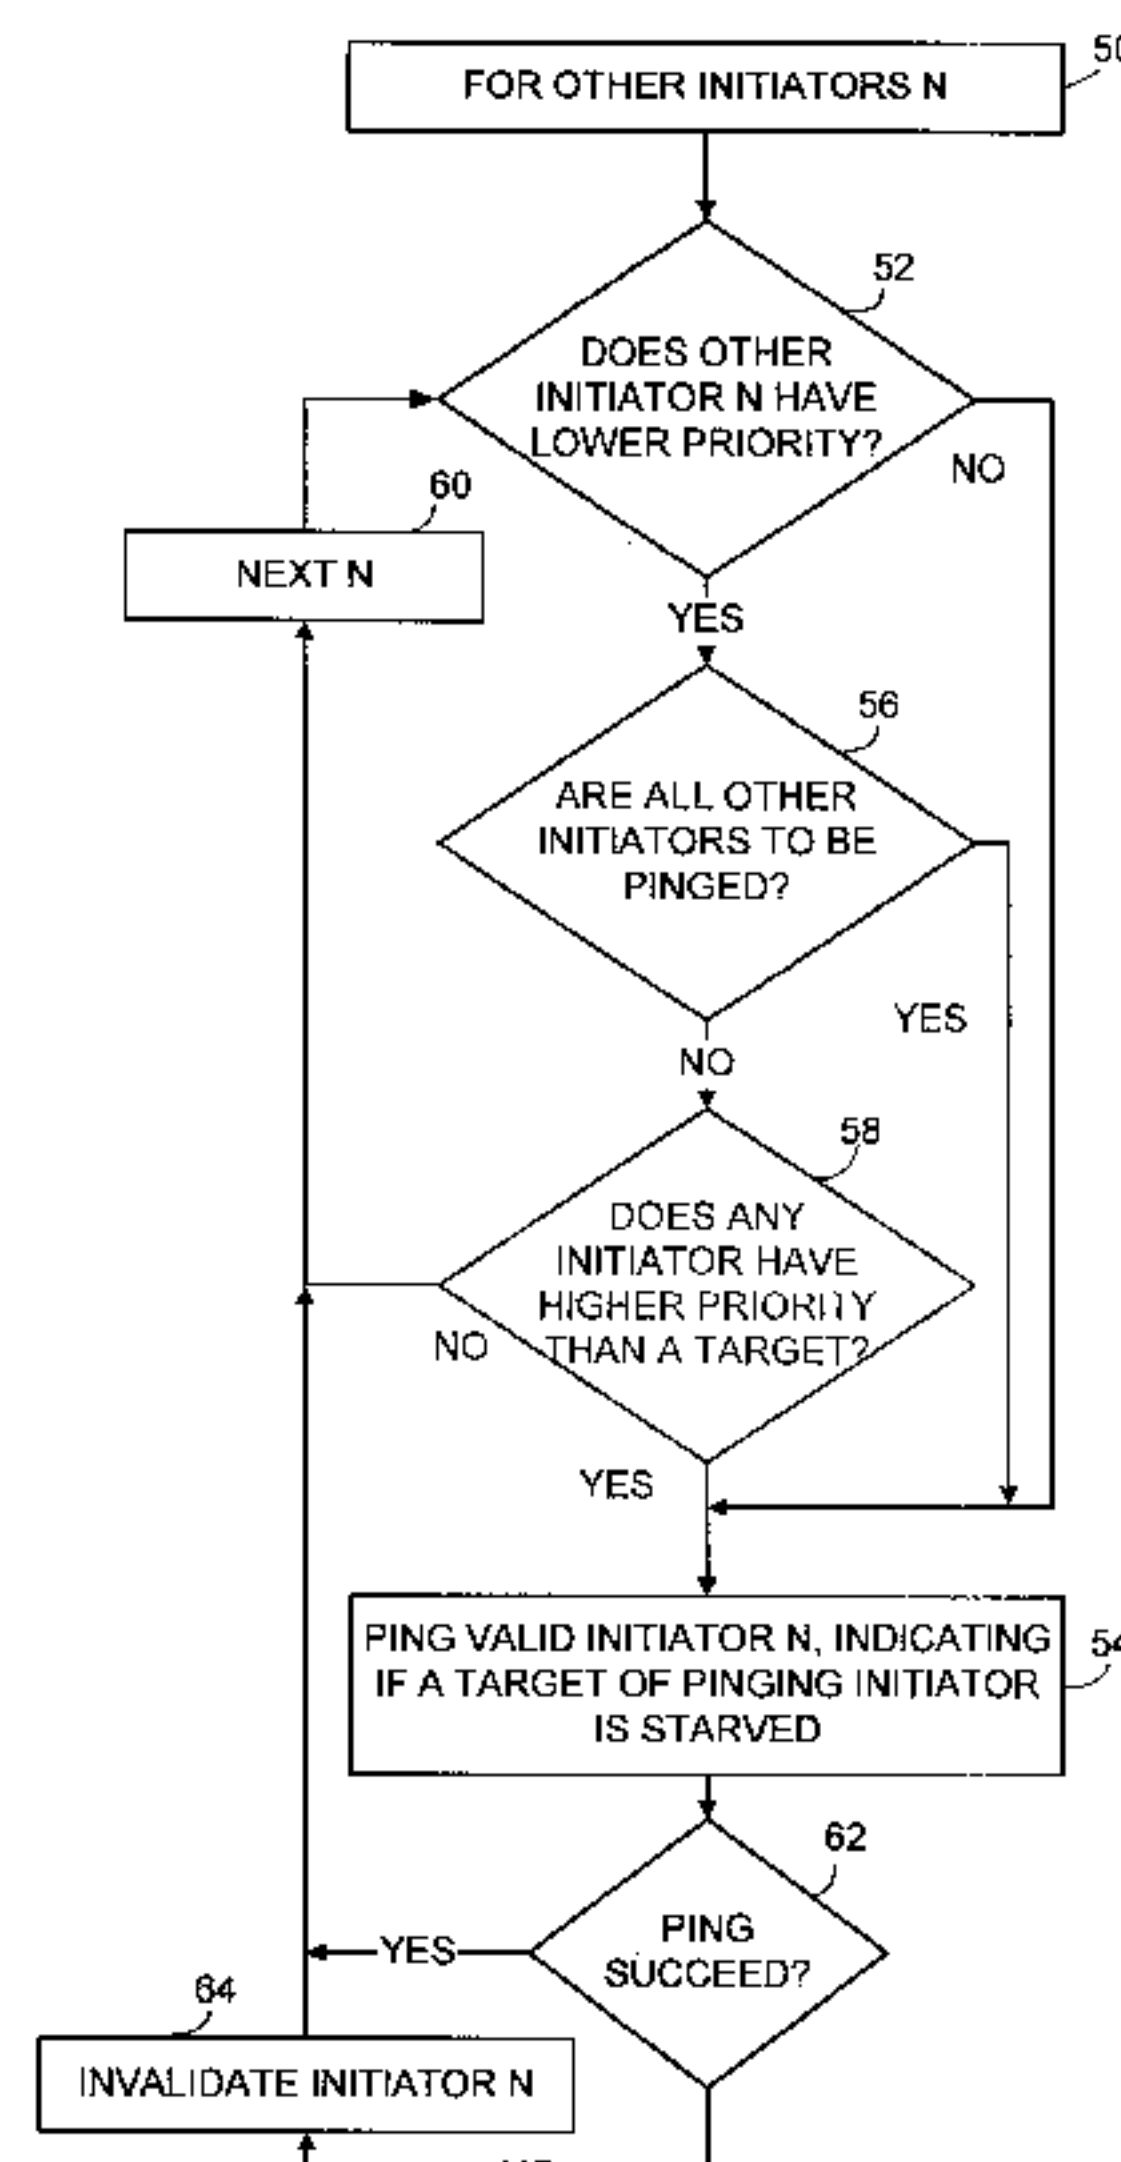 FOR OTHER INITIATORS N
50
52
DOES OTHER
INITIATOR N HAVE
LOWER PRIORITY?
NO
60
NEXT N
YES
56
ARE ALL OTHER
INITIATORS TO BE
PINGED?
YES
NO
58
DOES ANY
INITIATOR HAVE
HIGHER PRIORITY
THAN A TARGET?
NO
YES
PING VALID INITIATOR N, INDICATING
IF A TARGET OF PINGING INITIATOR
IS STARVED
54
62
PING
SUCCEED?
YES
64
INVALIDATE INITIATOR N